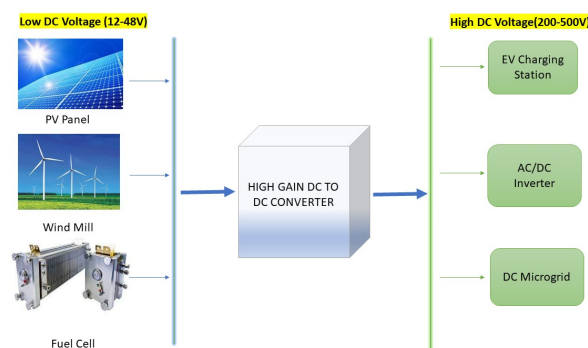 Low DC Voltage (12-48V)
High DC Voltage(200-500V)
PV Panel
Wind Mill
Fuel Cell
HIGH GAIN DC TO
DC CONVERTER
EV Charging
Station
AC/DC
Inverter
DC Microgrid